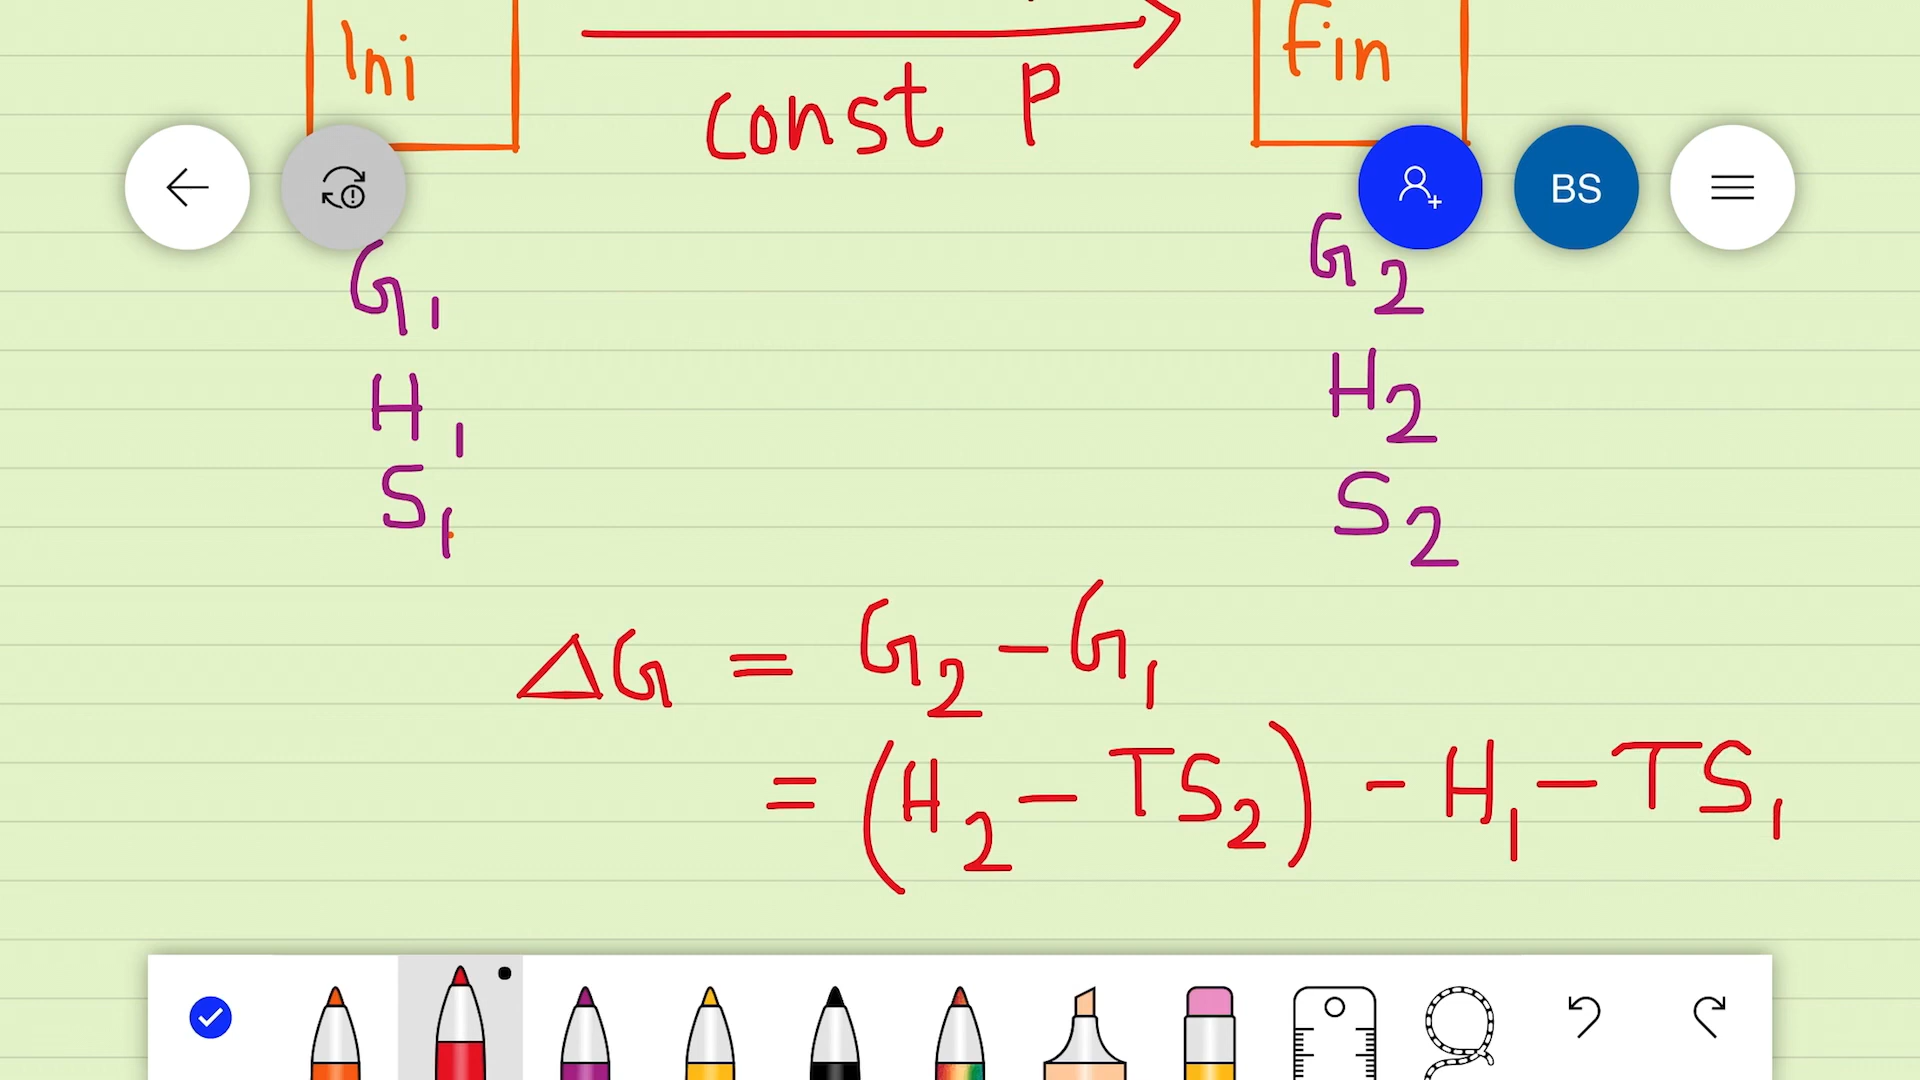 Ini Fin
const P
BS
G1 G2
H1 H2
S1 S2
ΔG = G2 - G1
= (H2 - TS2) - H1 - TS1